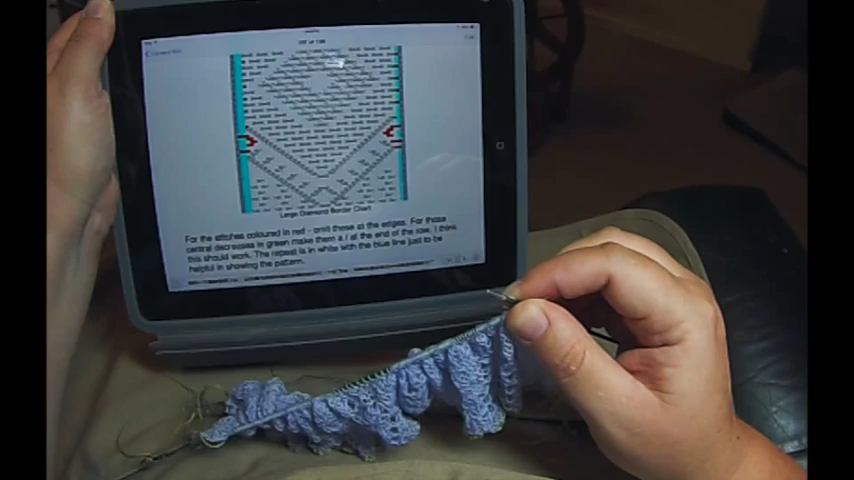 Large Diamond Border Chart
For the stitches coloured in red - omit those at the edges. For those
central decreases in green make them a / at the end of the row. I think
this should work. The repeat is in white with the blue line just to be
helpful in showing the pattern.